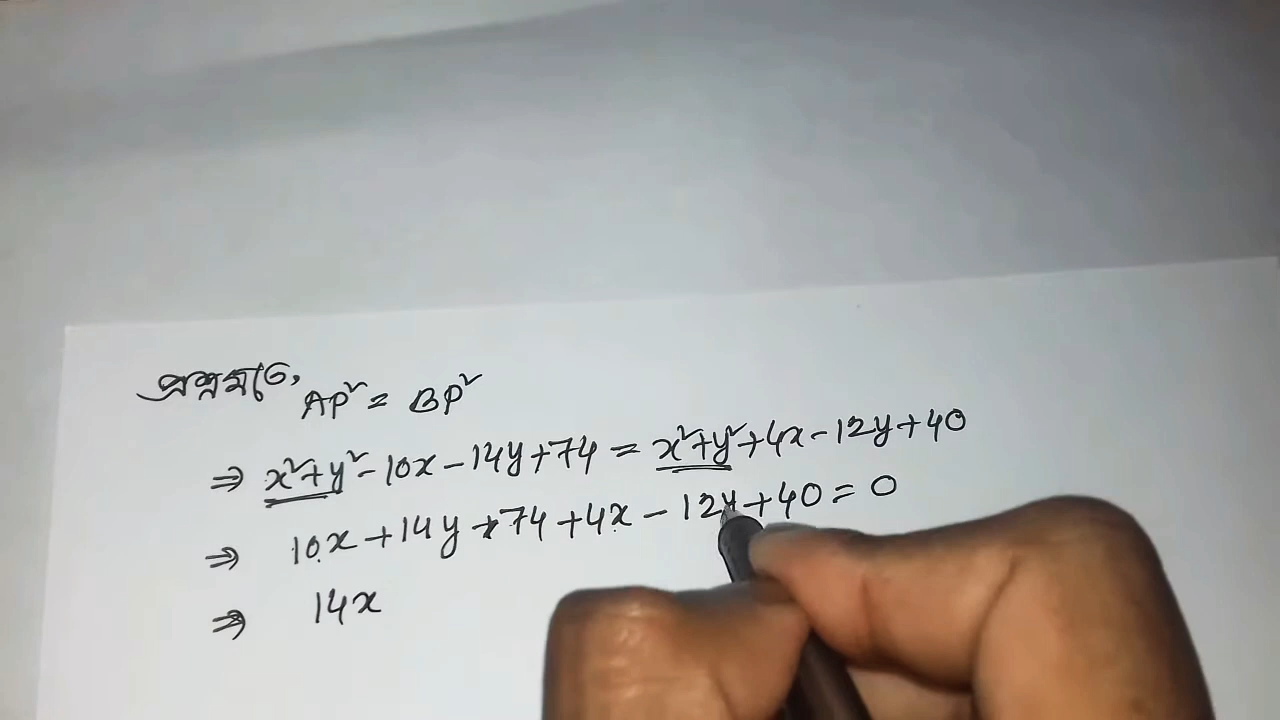 প্রশ্নমতে, AP² = BP²
⇒ x²+y²-10x-14y+74 = x²+y²+4x-12y+40
⇒ 10x+14y-74+4x-12y+40=0
⇒ 14x